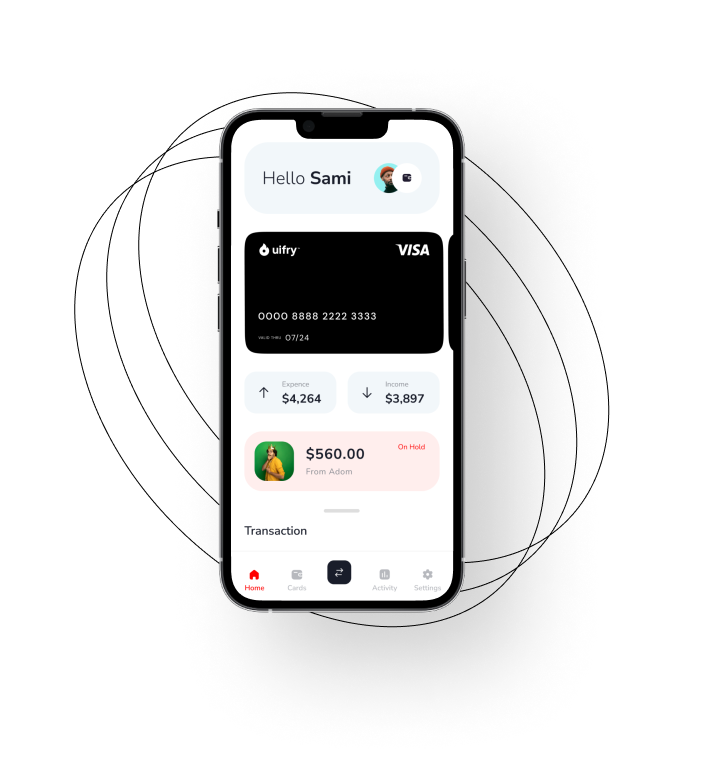 Hello Sami
uifry™
VISA
0000 8888 2222 3333
VALID THRU 07/24
Expence
$4,264
Income
$3,897
$560.00
On Hold
From Adom
Transaction
Home
Cards
Activity
Settings